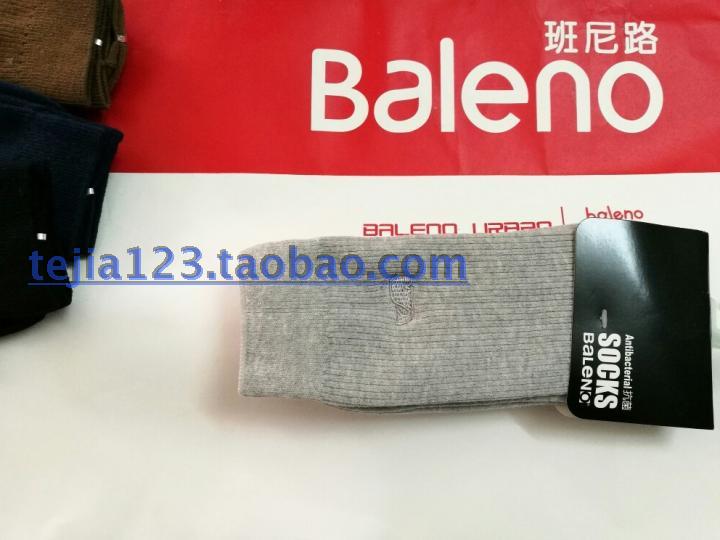 班尼路
Baleno
BALENO URBAN
baleno
tejia123.taobao.com
Antibacterial抗菌
SOCKS
BALENO